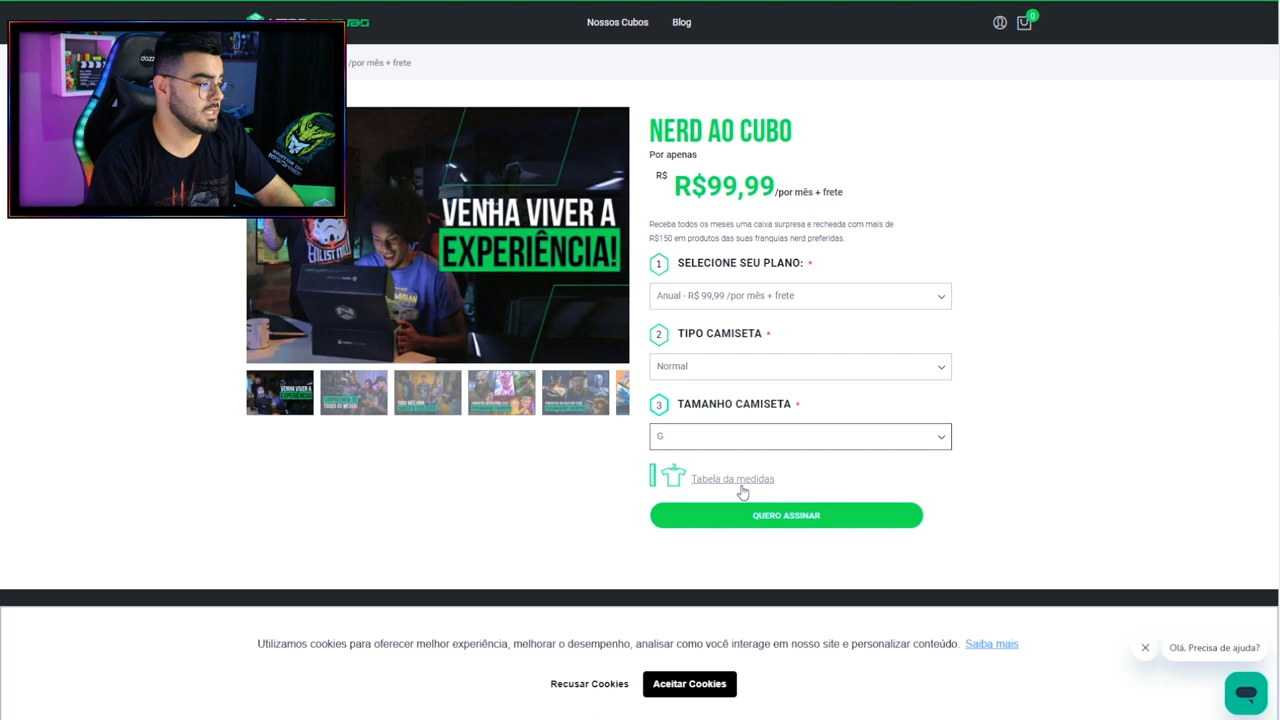 Nossos Cubos
Blog
0
/por mês + frete
VENHA VIVER A
EXPERIÊNCIA!
NERD AO CUBO
Por apenas
R$ R$99,99/por mês + frete
Receba todos os meses uma caixa surpresa e recheada com mais de
R$150 em produtos das suas franquias nerd preferidas.
1 SELECIONE SEU PLANO: *
Anual - R$ 99,99 /por mês + frete
2 TIPO CAMISETA *
Normal
3 TAMANHO CAMISETA *
G
Tabela da medidas
QUERO ASSINAR
Utilizamos cookies para oferecer melhor experiência, melhorar o desempenho, analisar como você interage em nosso site e personalizar conteúdo. Saiba mais
Recusar Cookies
Aceitar Cookies
Olá. Precisa de ajuda?